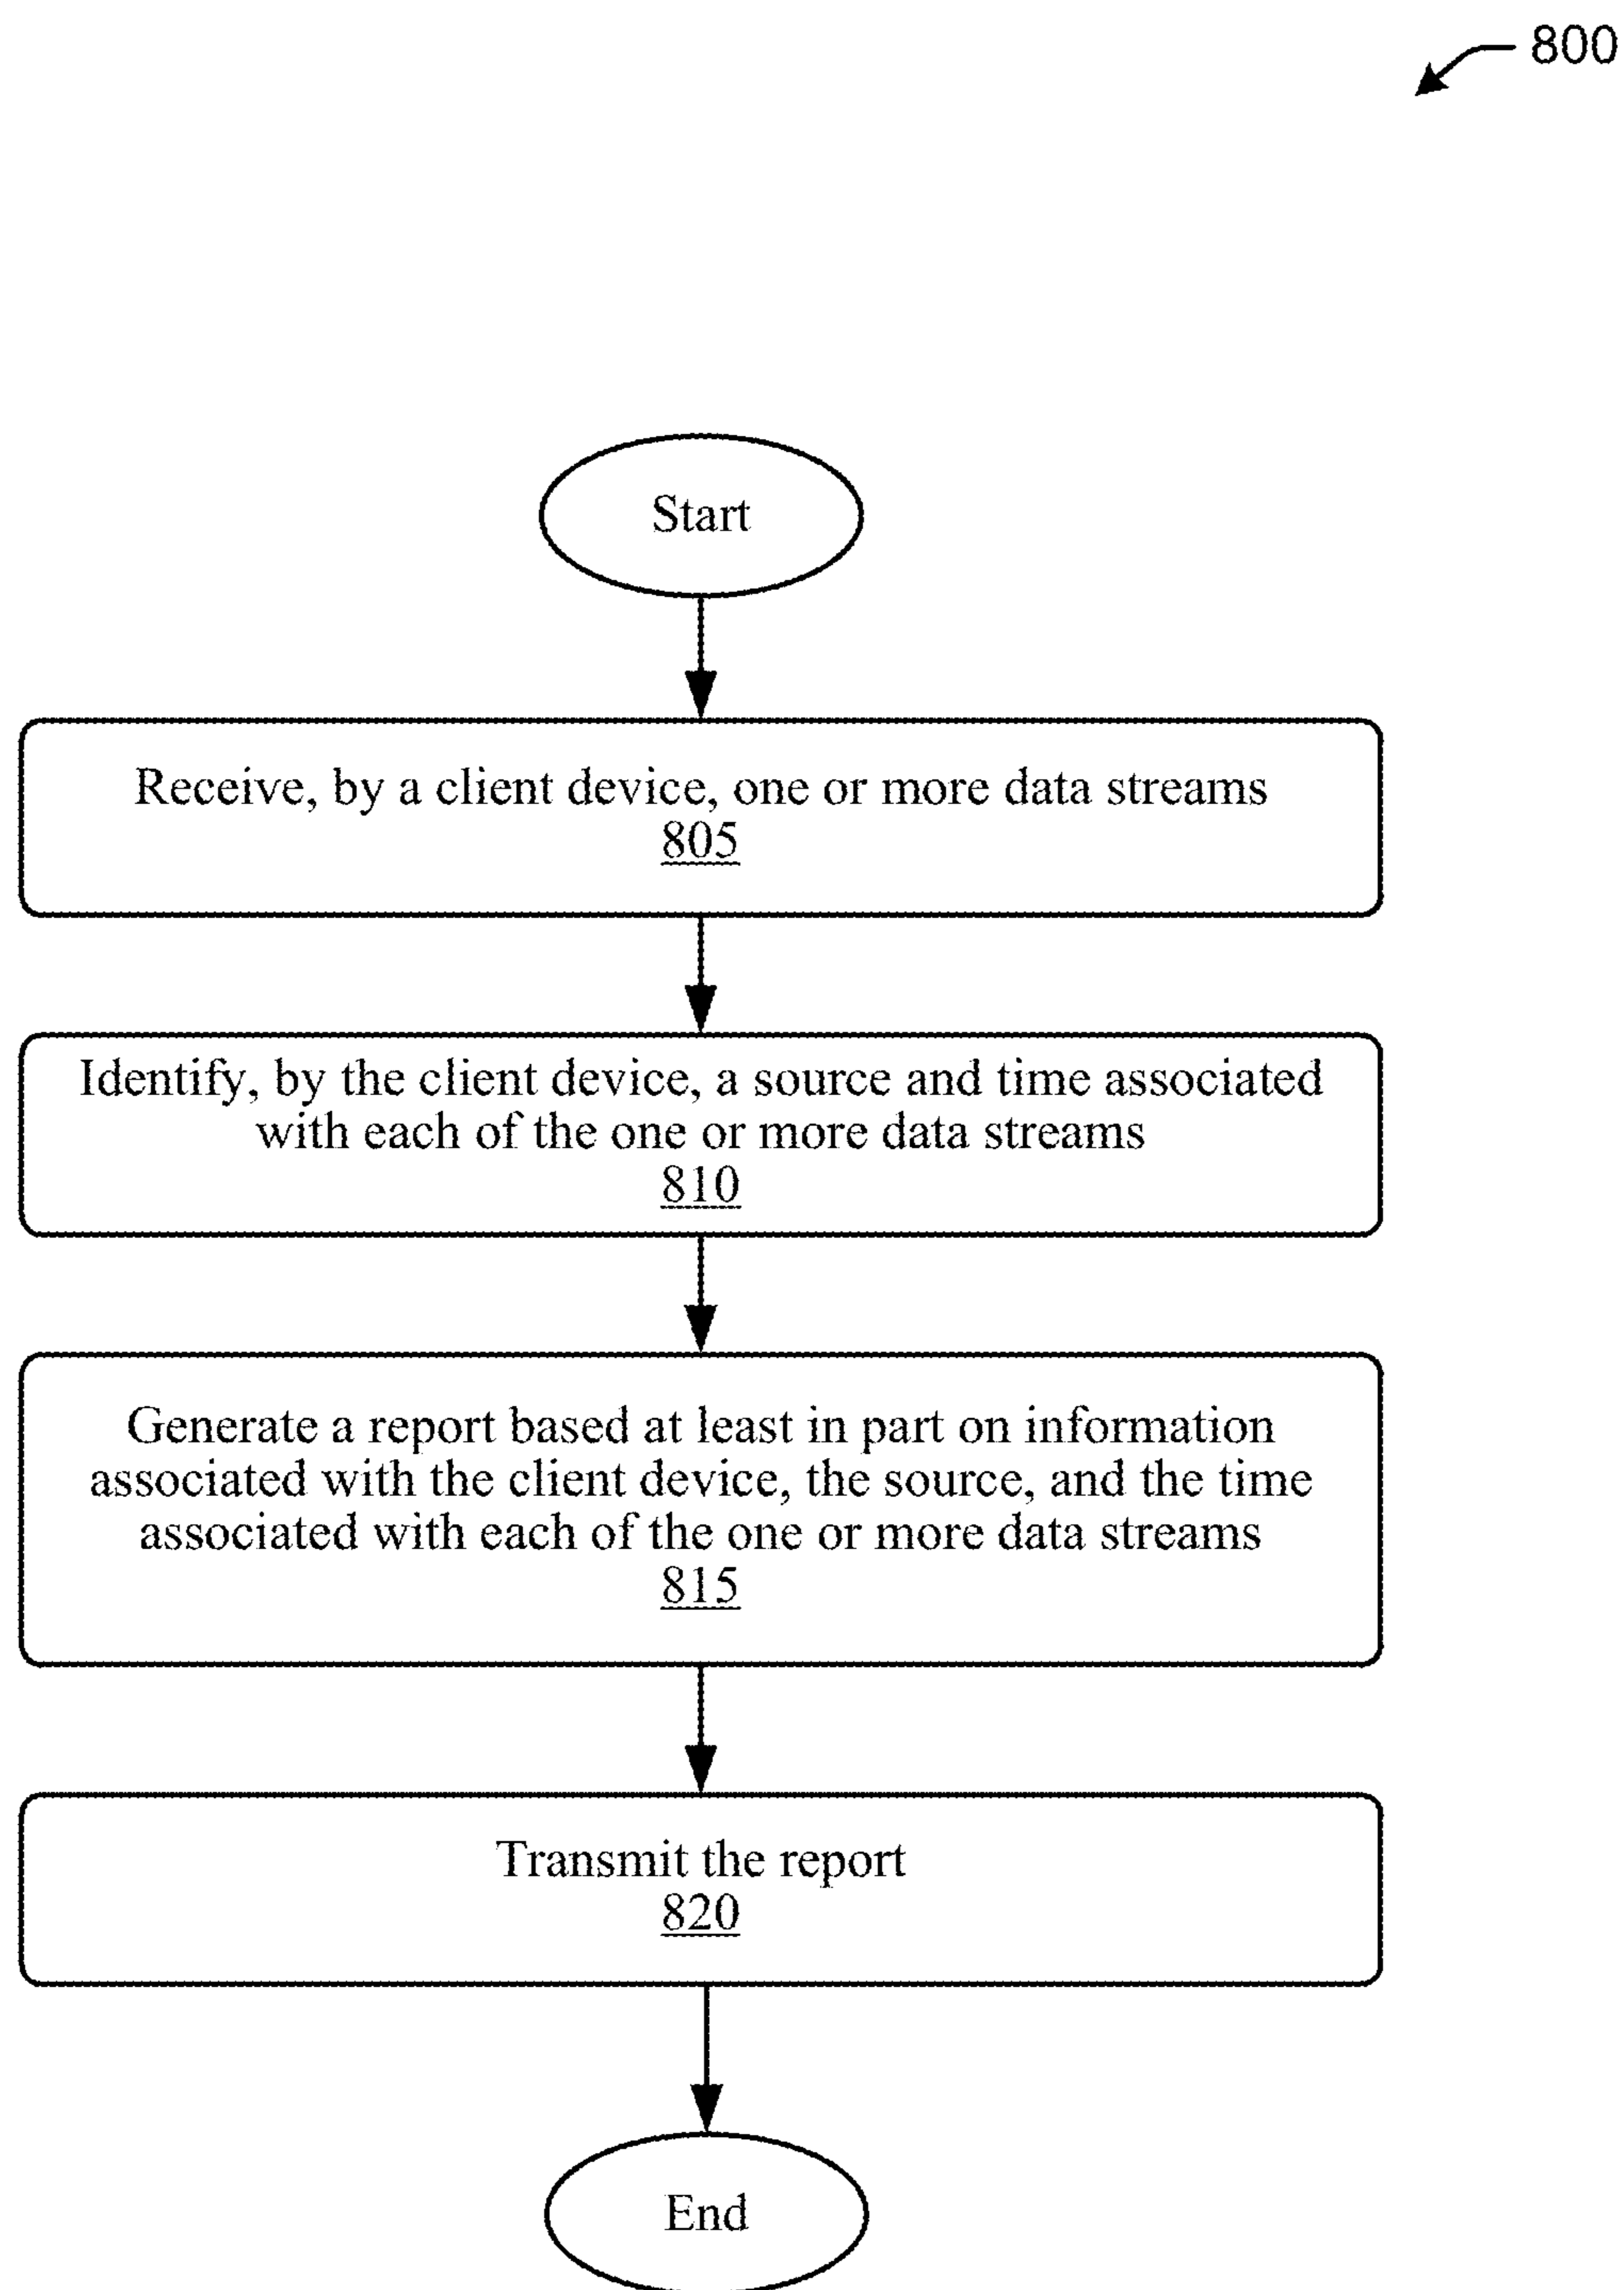 800
Start
Receive, by a client device, one or more data streams
805
Identify, by the client device, a source and time associated
with each of the one or more data streams
810
Generate a report based at least in part on information
associated with the client device, the source, and the time
associated with each of the one or more data streams
815
Transmit the report
820
End